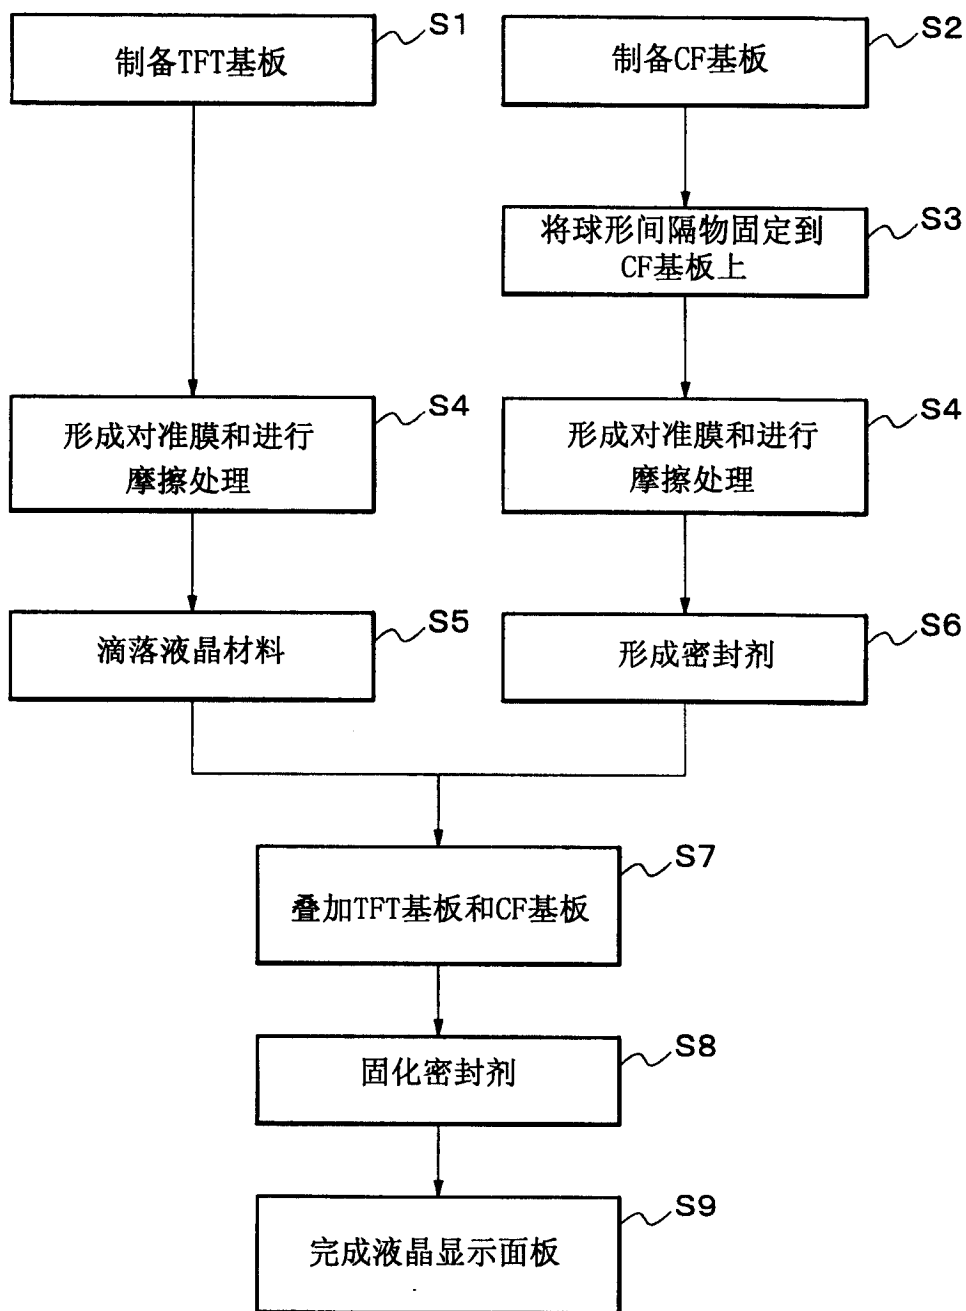 S1
制备TFT基板
S2
制备CF基板
S3
将球形间隔物固定到
CF基板上
S4
形成对准膜和进行
摩擦处理
S4
形成对准膜和进行
摩擦处理
S5
滴落液晶材料
S6
形成密封剂
S7
叠加TFT基板和CF基板
S8
固化密封剂
S9
完成液晶显示面板